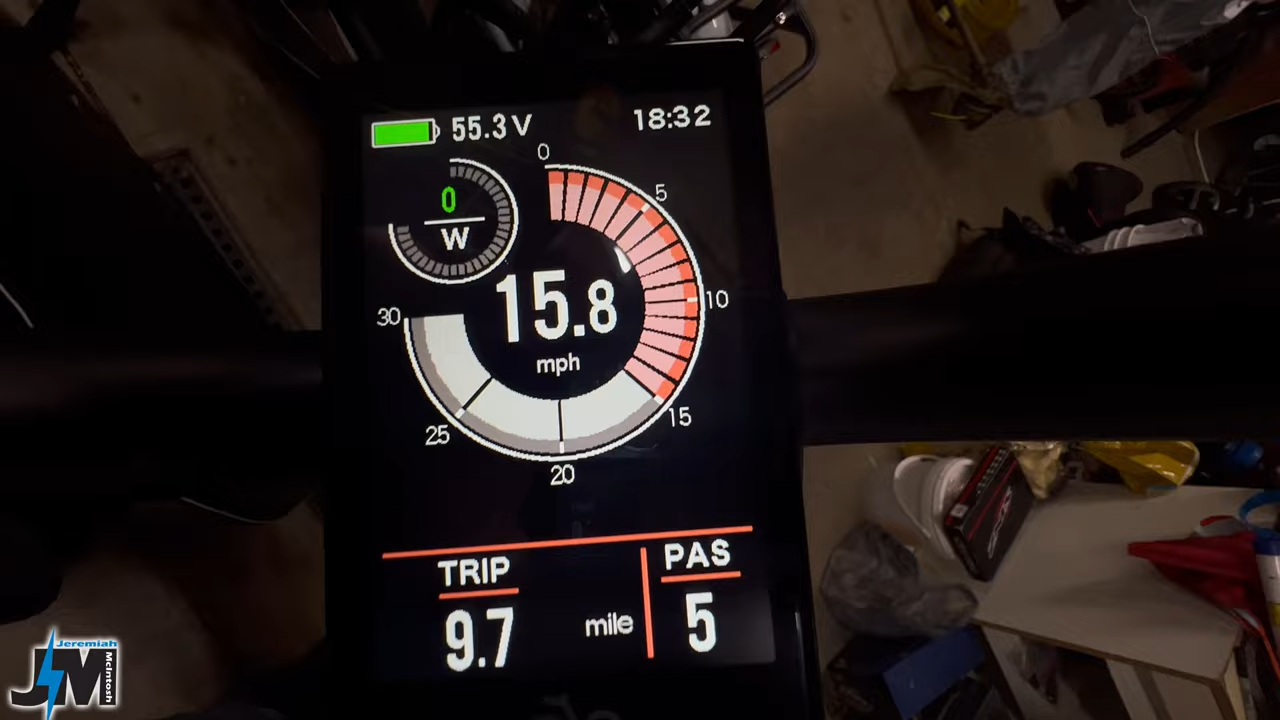 55.3 V
18:32
0
5
10
15
20
25
30
0
W
15.8
mph
TRIP
9.7
mile
PAS
5
Jeremiah
JM
McIntosh